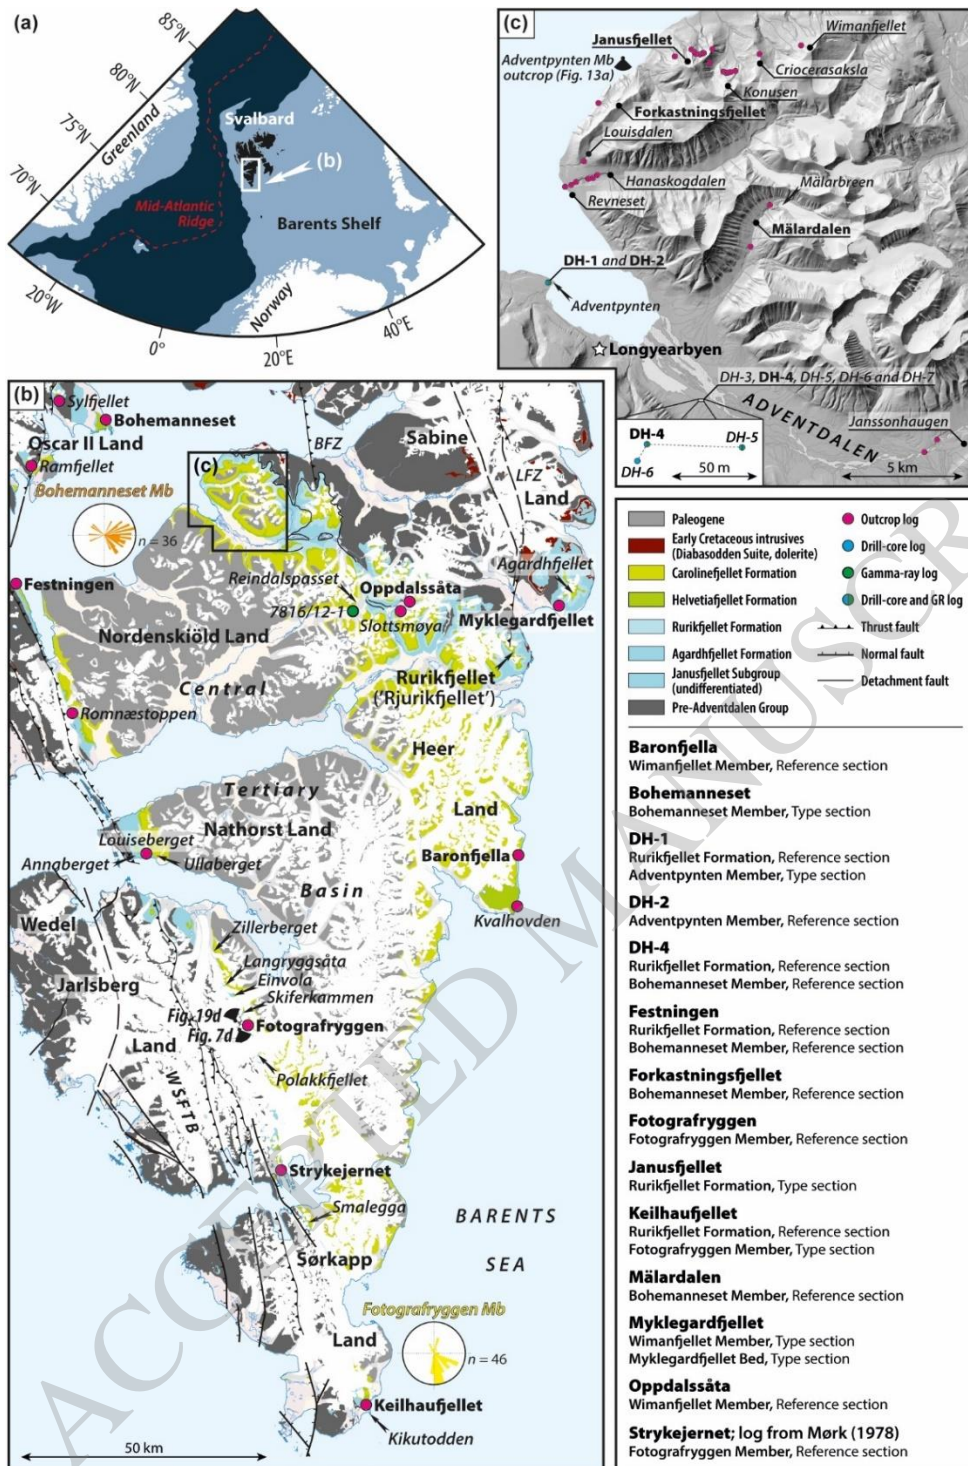 (a)
85°N
80°N
75°N
70°N
Greenland
Svalbard
(b)
Mid-Atlantic
Ridge
Barents Shelf
Norway
20°W
0°
20°E
40°E
(c)
Wimanfjellet
Janusfjellet
Adventpynten Mb
outcrop (Fig. 13a)
Criocerasaksla
Konusen
Forkastningsfjellet
Louisdalen
Hanaskogdalen
Mälarbreen
Revneset
Mälardalen
DH-1 and DH-2
Adventpynten
Longyearbyen
DH-3, DH-4, DH-5, DH-6 and DH-7
ADVENTDALEN
Janssonhaugen
DH-4
DH-5
DH-6
50 m
5 km
(b)
Sylfjellet
Bohemanneset
Oscar II Land
Ramfjellet
Bohemanneset Mb
n = 36
BFZ
Sabine
(c)
LFZ
Land
Agardhfjellet
Reindalspasset
Oppdalssåta
Festningen
7816/12-1
Slottsmøya
Myklegardfjellet
Nordenskiöld Land
Central
Rurikfjellet
('Rjurikfjellet')
Romnæstoppen
Heer
Tertiary
Land
Nathorst Land
Louiseberget
Baronfjella
Annaberget
Ullaberget
Basin
Kvalhovden
Wedel
Zillerberget
Langryggsåta
Jarlsberg
Einvola
Skiferkammen
Fig. 19d
Fotografryggen
Fig. 7d
Land
Polakkfjellet
WSFTB
Strykejernet
Smalegga
BARENTS
SEA
Sørkapp
Fotografryggen Mb
Land
n = 46
Keilhaufjellet
Kikutodden
50 km
Paleogene
Early Cretaceous intrusives
(Diabasodden Suite, dolerite)
Carolinefjellet Formation
Helvetiafjellet Formation
Rurikfjellet Formation
Agardhfjellet Formation
Janusfjellet Subgroup
(undifferentiated)
Pre-Adventdalen Group
Outcrop log
Drill-core log
Gamma-ray log
Drill-core and GR log
Thrust fault
Normal fault
Detachment fault
Baronfjella
Wimanfjellet Member, Reference section
Bohemanneset
Bohemanneset Member, Type section
DH-1
Rurikfjellet Formation, Reference section
Adventpynten Member, Type section
DH-2
Adventpynten Member, Reference section
DH-4
Rurikfjellet Formation, Reference section
Bohemanneset Member, Reference section
Festningen
Rurikfjellet Formation, Reference section
Bohemanneset Member, Reference section
Forkastningsfjellet
Bohemanneset Member, Reference section
Fotografryggen
Fotografryggen Member, Reference section
Janusfjellet
Rurikfjellet Formation, Type section
Keilhaufjellet
Rurikfjellet Formation, Reference section
Fotografryggen Member, Type section
Mälardalen
Bohemanneset Member, Reference section
Myklegardfjellet
Wimanfjellet Member, Type section
Myklegardfjellet Bed, Type section
Oppdalssåta
Wimanfjellet Member, Reference section
Strykejernet; log from Mørk (1978)
Fotografryggen Member, Reference section
ACCEPTED MANUSCR